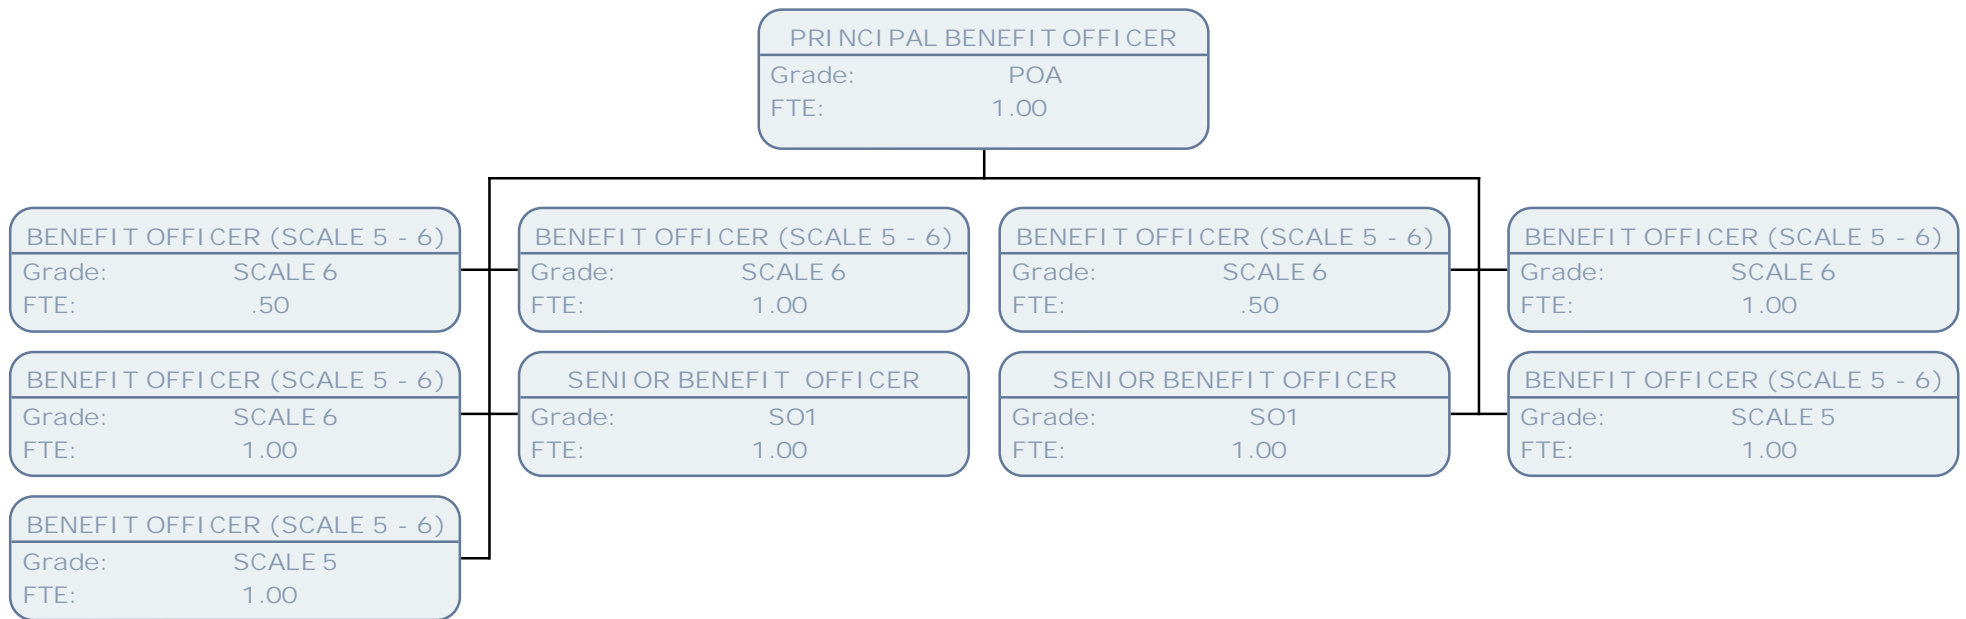 PRINCIPAL BENEFIT OFFICER
Grade: POA
FTE: 1.00
BENEFIT OFFICER (SCALE 5 - 6)
Grade: SCALE 6
FTE: .50
BENEFIT OFFICER (SCALE 5 - 6)
Grade: SCALE 6
FTE: 1.00
BENEFIT OFFICER (SCALE 5 - 6)
Grade: SCALE 6
FTE: .50
BENEFIT OFFICER (SCALE 5 - 6)
Grade: SCALE 6
FTE: 1.00
BENEFIT OFFICER (SCALE 5 - 6)
Grade: SCALE 6
FTE: 1.00
SENIOR BENEFIT OFFICER
Grade: SO1
FTE: 1.00
SENIOR BENEFIT OFFICER
Grade: SO1
FTE: 1.00
BENEFIT OFFICER (SCALE 5 - 6)
Grade: SCALE 5
FTE: 1.00
BENEFIT OFFICER (SCALE 5 - 6)
Grade: SCALE 5
FTE: 1.00